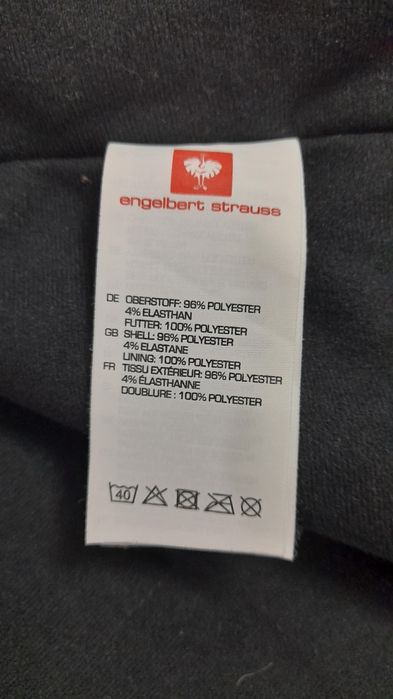 engelbert strauss
DE OBERSTOFF: 96% POLYESTER
4% ELASTHAN
FUTTER: 100% POLYESTER
GB SHELL: 96% POLYESTER
4% ELASTANE
LINING: 100% POLYESTER
FR TISSU EXTÉRIEUR: 96% POLYESTER
4% ÉLASTHANNE
DOUBLURE : 100% POLYESTER
40